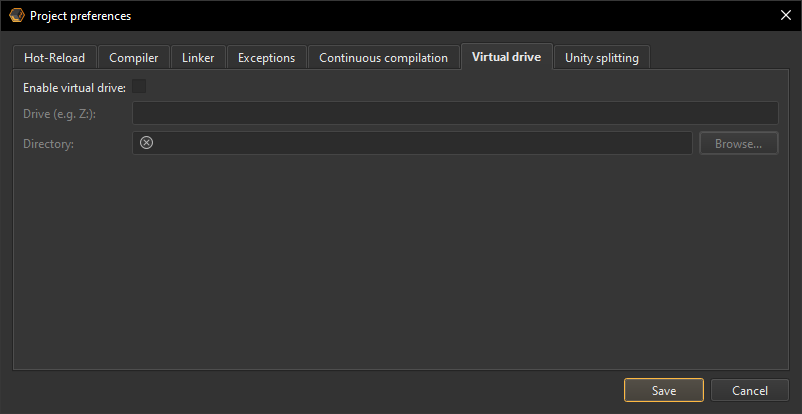 Project preferences
Hot-Reload Compiler Linker Exceptions Continuous compilation Virtual drive Unity splitting
Enable virtual drive:
Drive (e.g. Z:):
Directory: Browse...
Save Cancel